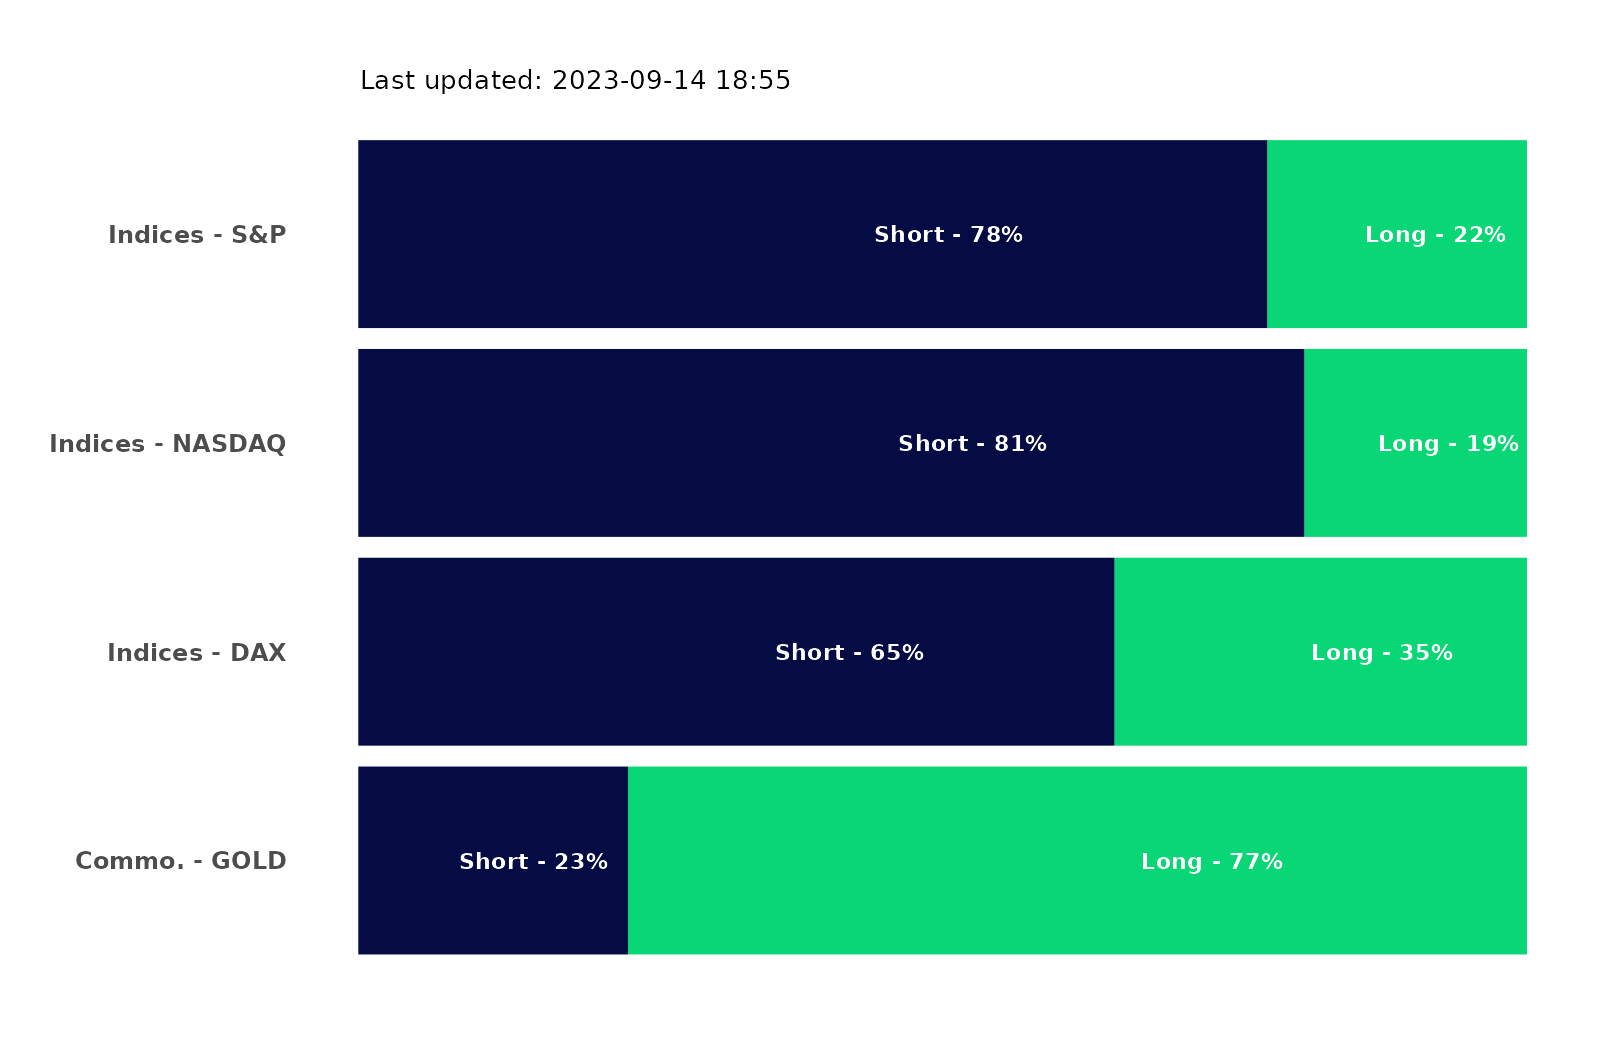 Last updated: 2023-09-14 18:55
Indices - S&P
Short - 78%
Long - 22%
Indices - NASDAQ
Short - 81%
Long - 19%
Indices - DAX
Short - 65%
Long - 35%
Commo. - GOLD
Short - 23%
Long - 77%